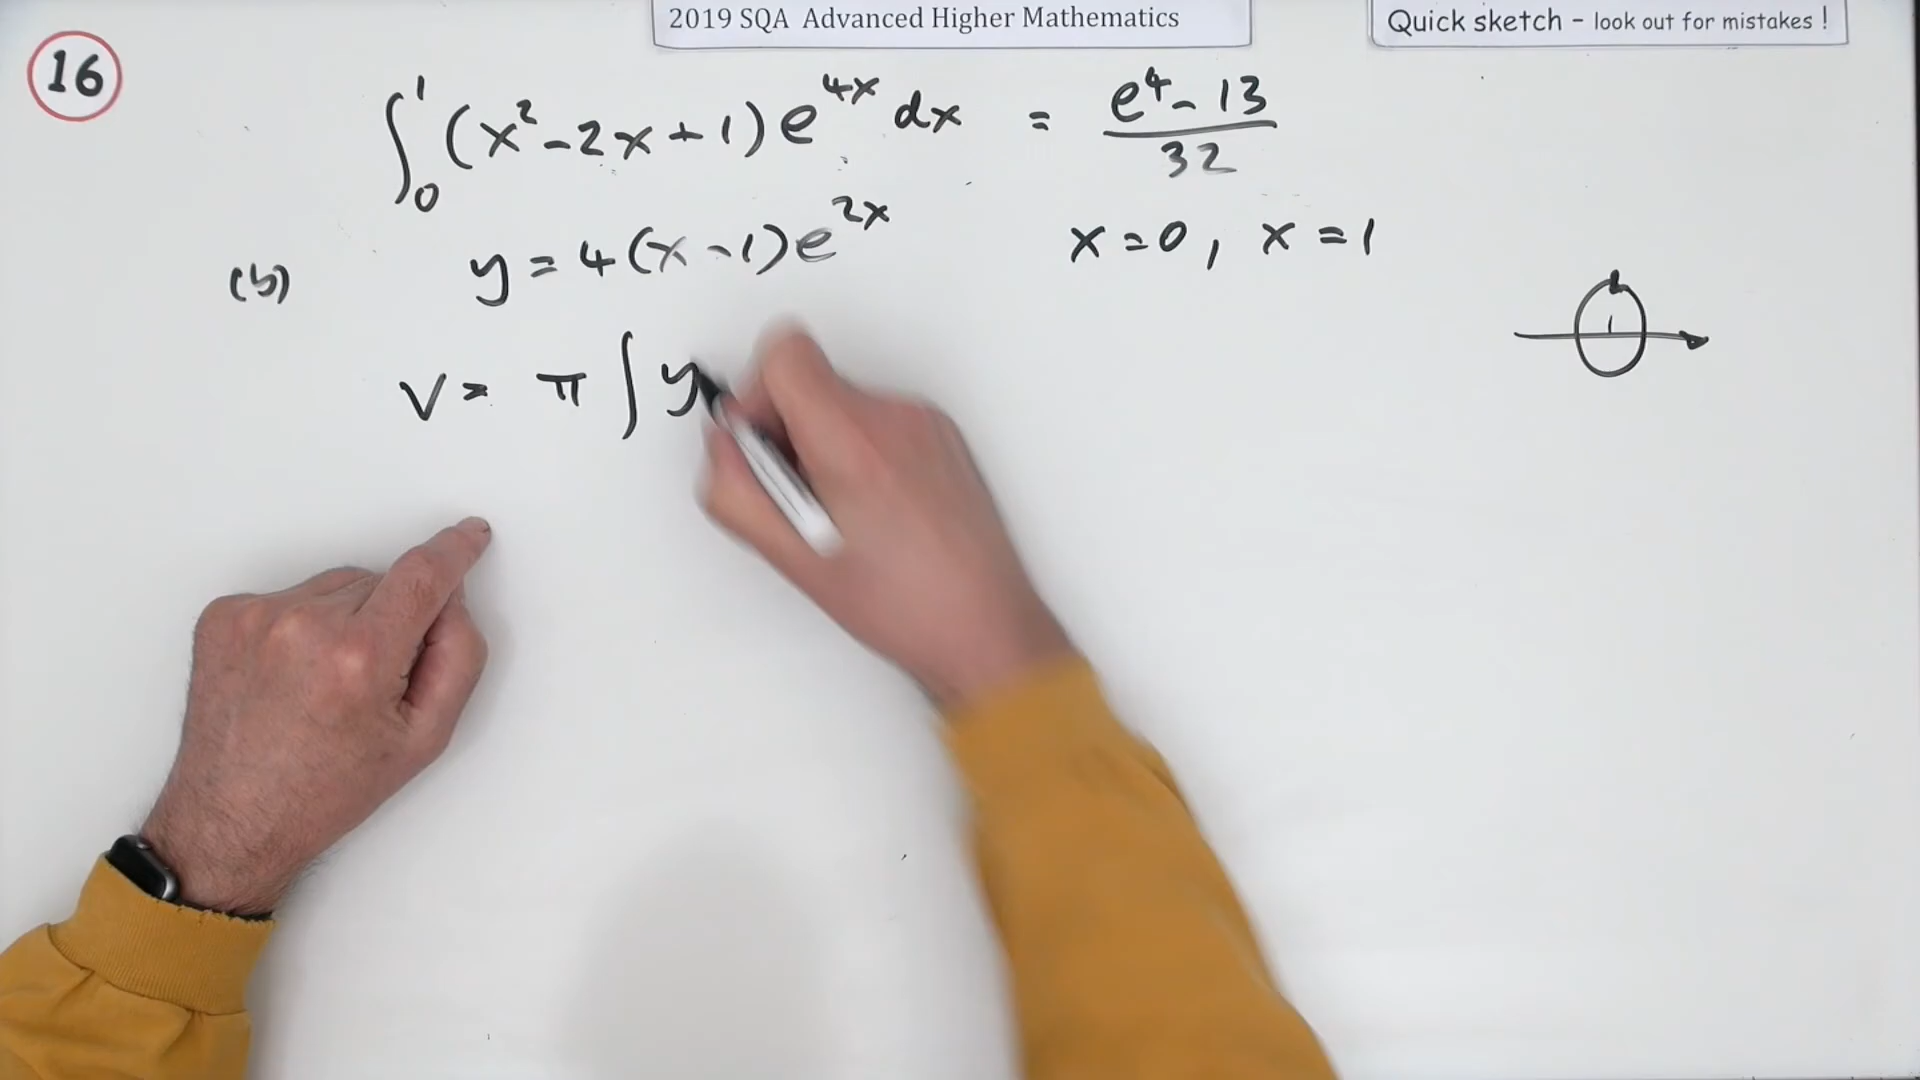 2019 SQA Advanced Higher Mathematics
Quick sketch - look out for mistakes !
16
∫₀¹ (x² - 2x + 1) e^{4x} dx = (e⁴ - 13)/32
(b) y = 4(x - 1)e^{2x} x = 0, x = 1
V = π ∫ y